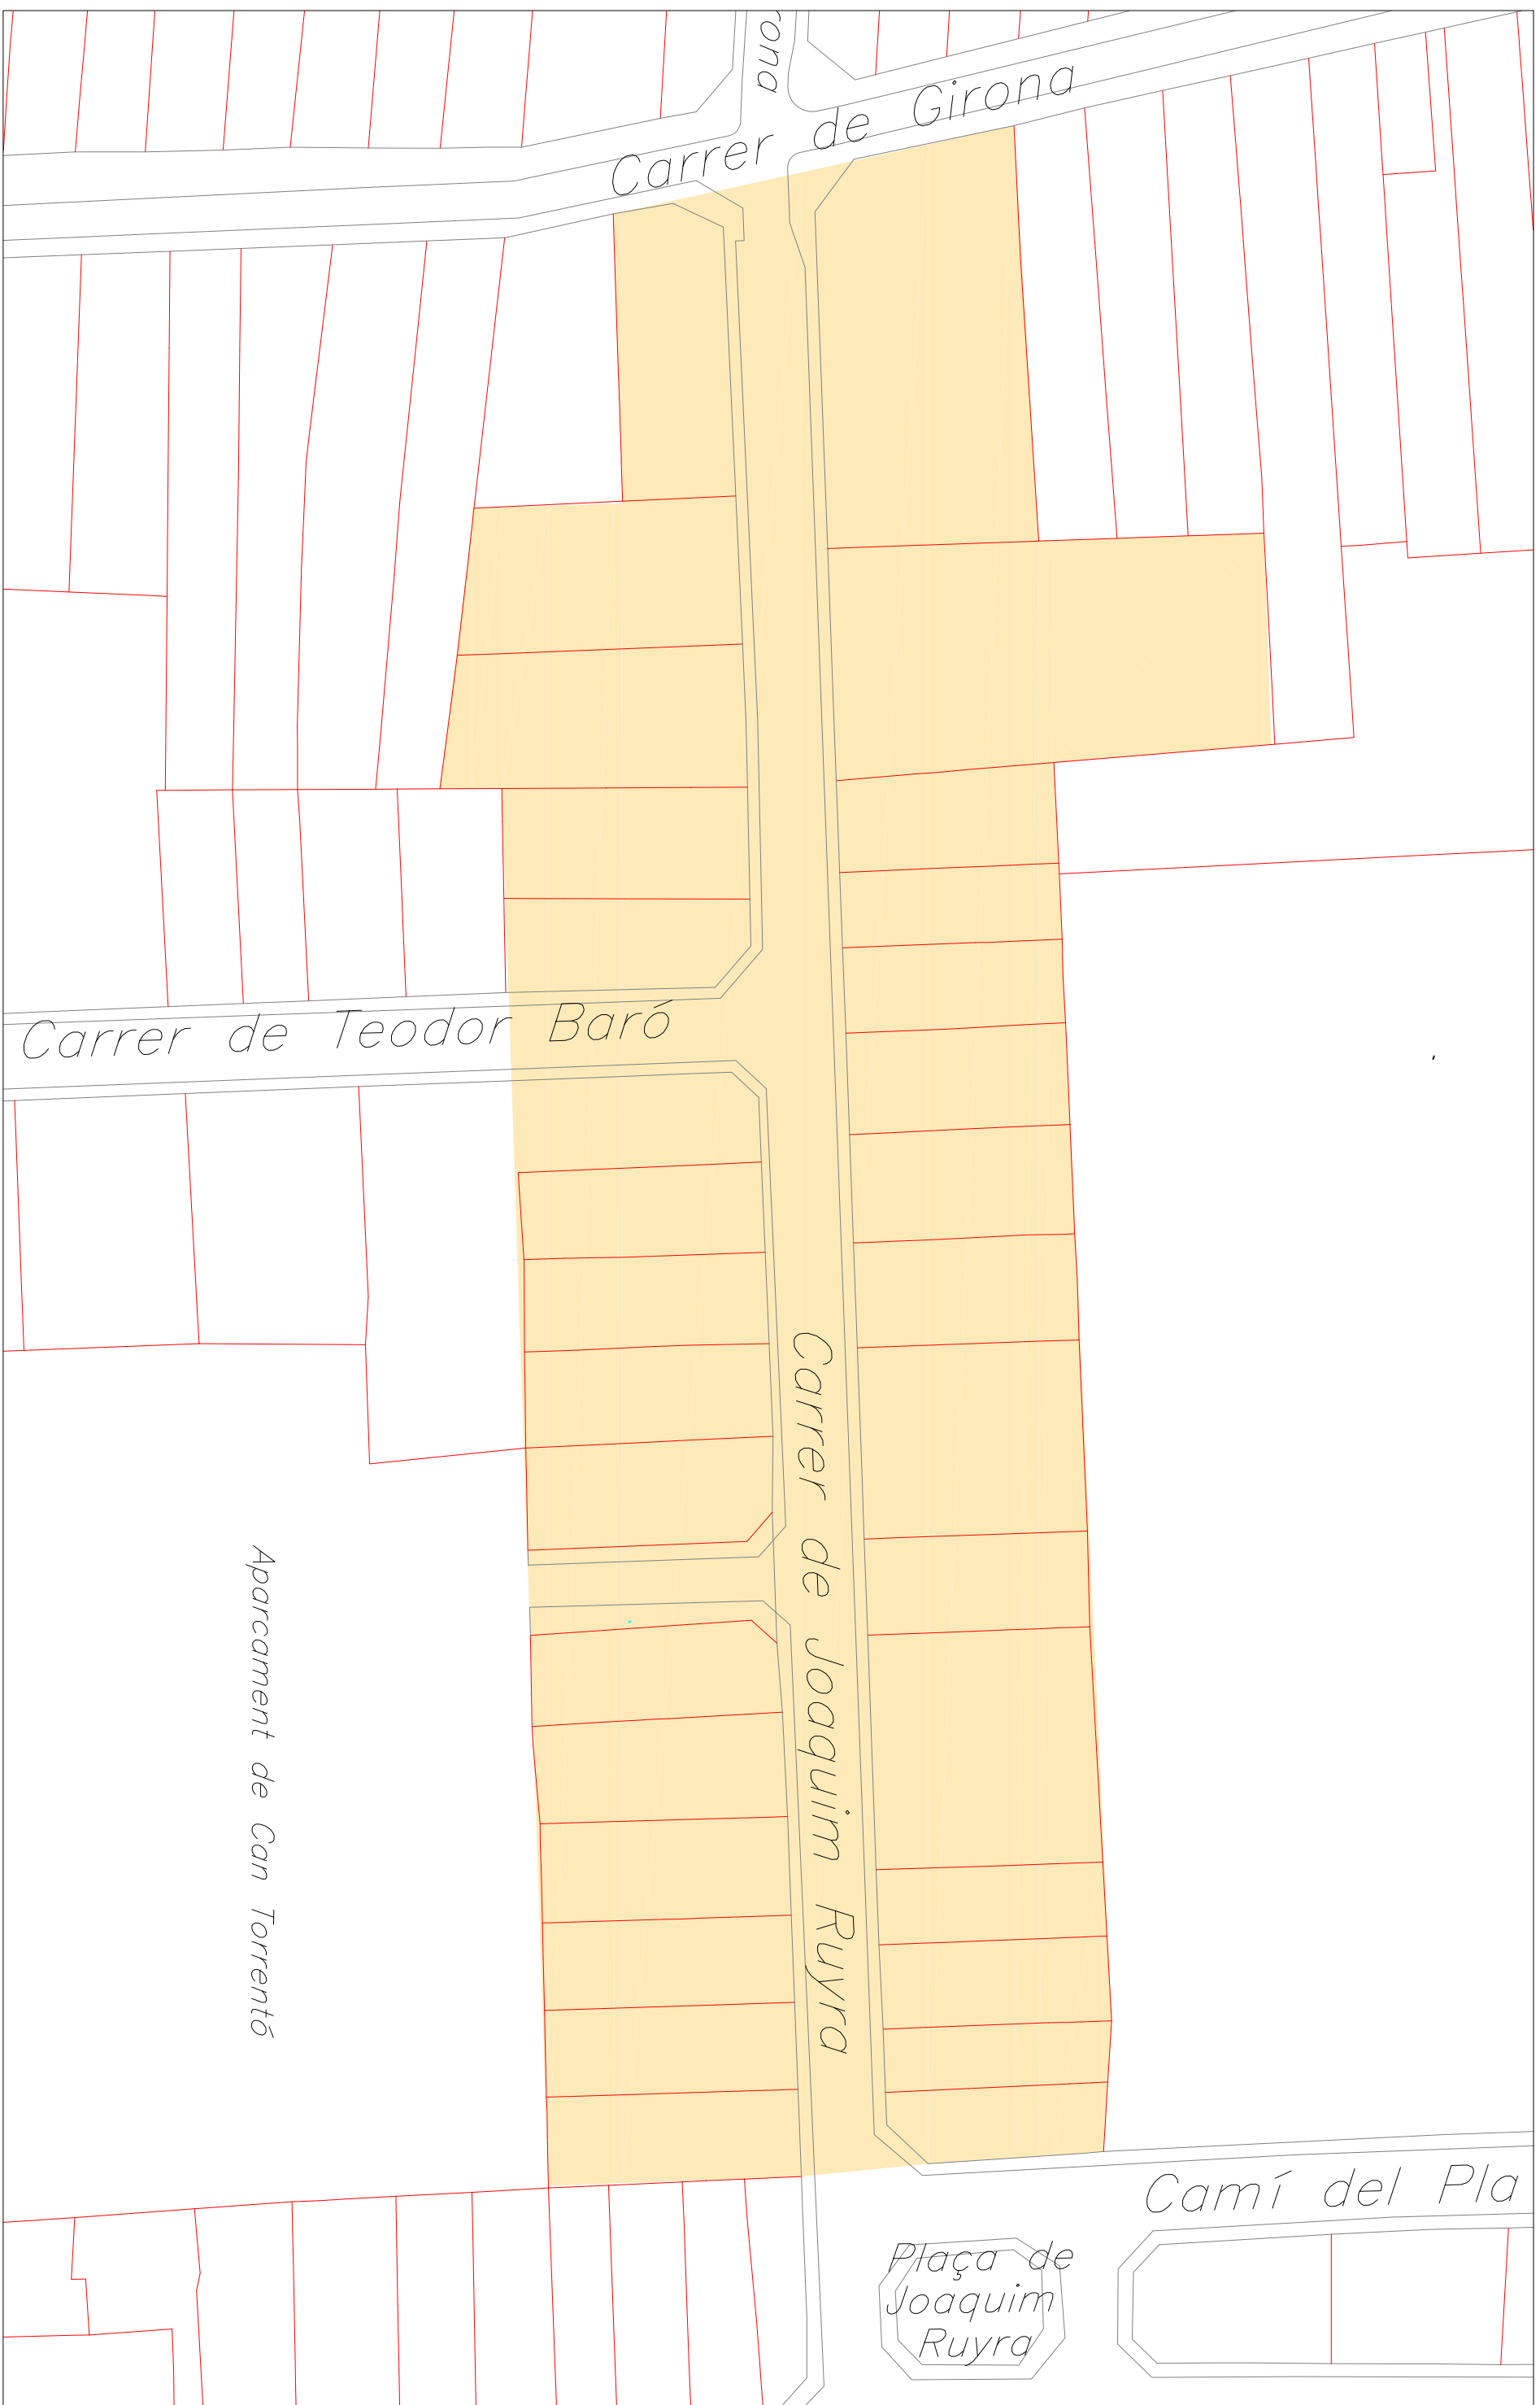 Carrer de Girona
Carrer de Teodor Baró
Carrer de Joaquim Ruyra
Aparcament de Can Torrentó
Camí del Pla
Plaça de
Joaquim
Ruyra